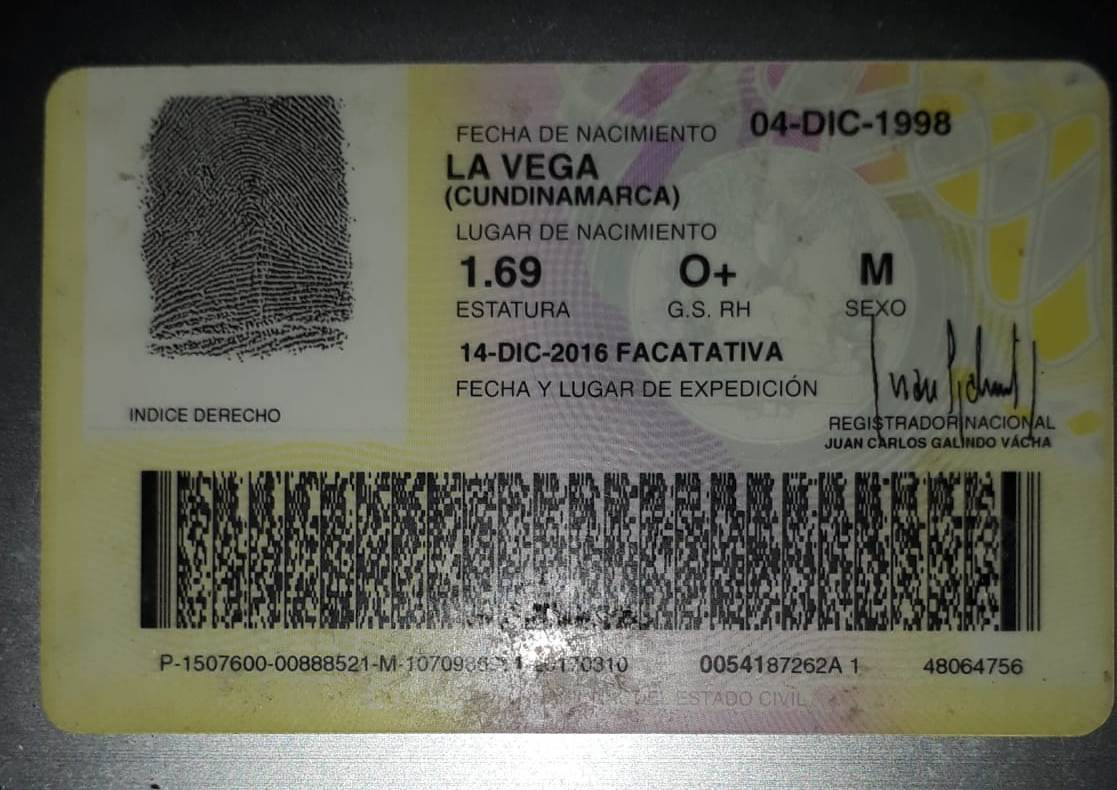 FECHA DE NACIMIENTO 04-DIC-1998
LA VEGA
(CUNDINAMARCA)
LUGAR DE NACIMIENTO
1.69 O+ M
ESTATURA G.S. RH SEXO
14-DIC-2016 FACATATIVA
FECHA Y LUGAR DE EXPEDICIÓN
INDICE DERECHO
REGISTRADOR NACIONAL
JUAN CARLOS GALINDO VÁCHA
0054187262A 1 48064756
DEL ESTADO CIVIL